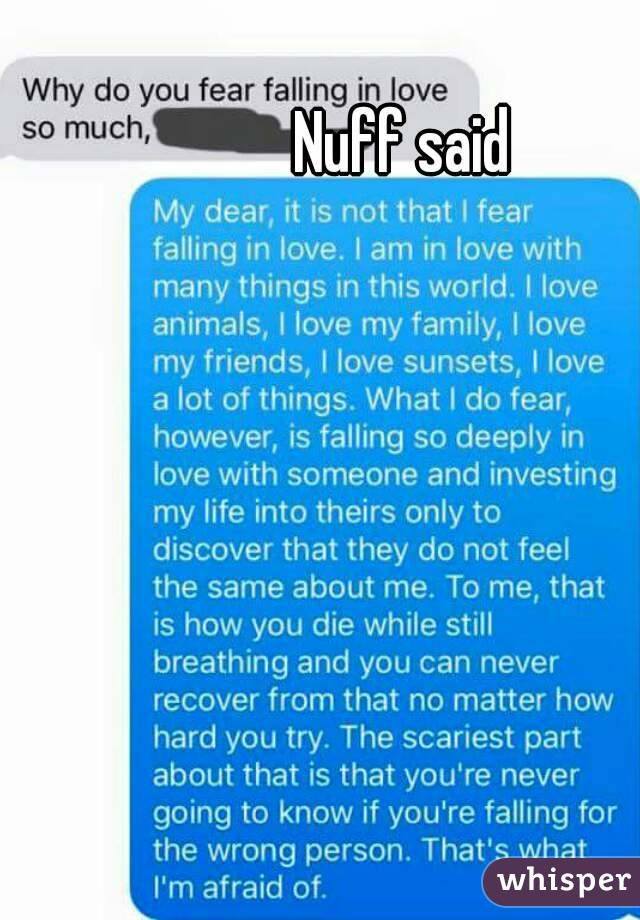 Why do you fear falling in love
so much,
Nuff said
My dear, it is not that I fear
falling in love. I am in love with
many things in this world. I love
animals, I love my family, I love
my friends, I love sunsets, I love
a lot of things. What I do fear,
however, is falling so deeply in
love with someone and investing
my life into theirs only to
discover that they do not feel
the same about me. To me, that
is how you die while still
breathing and you can never
recover from that no matter how
hard you try. The scariest part
about that is that you're never
going to know if you're falling for
the wrong person. That's what
I'm afraid of.
whisper